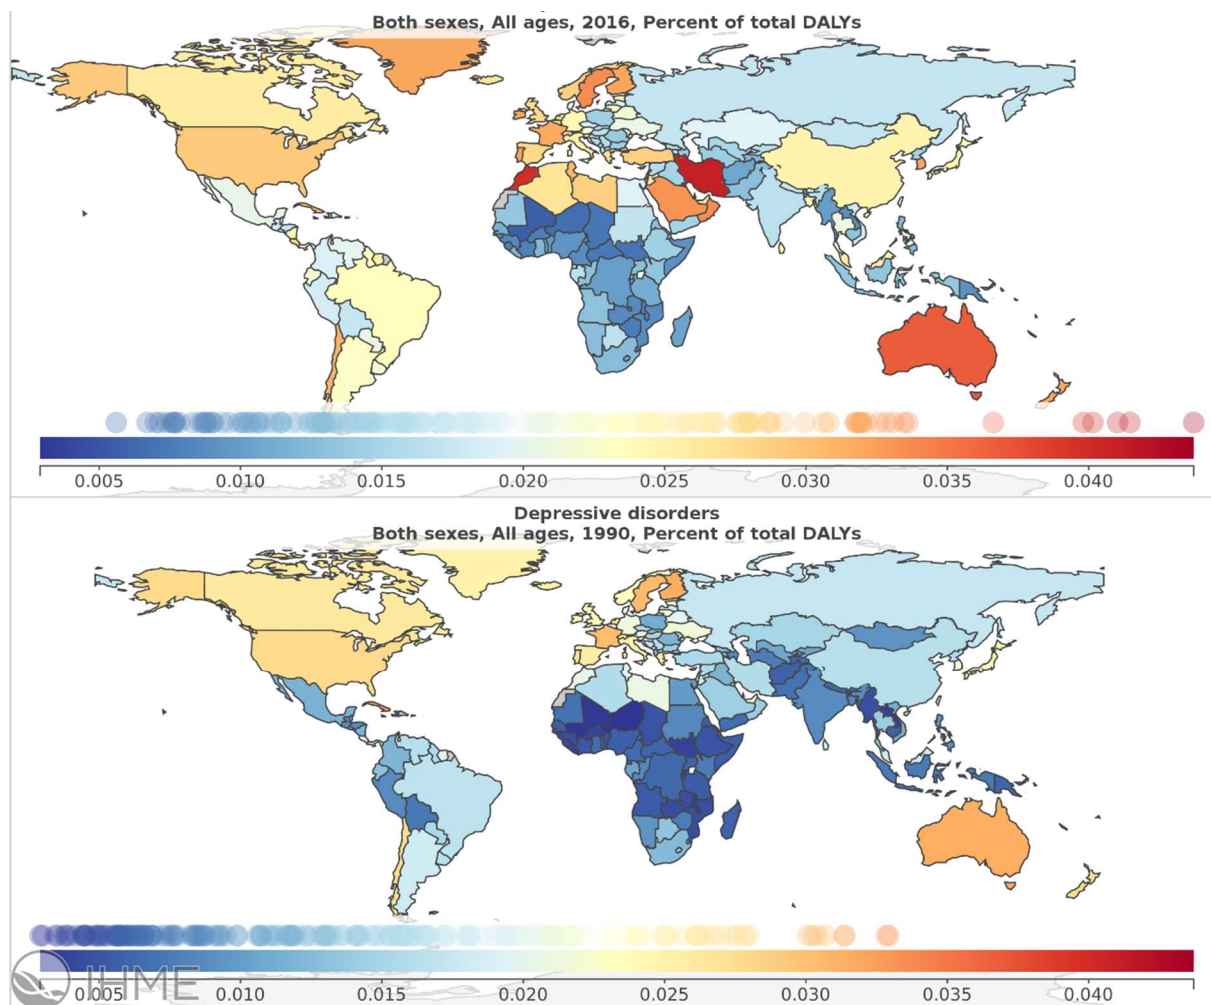 Both sexes, All ages, 2016, Percent of total DALYs
0.005 0.010 0.015 0.020 0.025 0.030 0.035 0.040
Depressive disorders
Both sexes, All ages, 1990, Percent of total DALYs
IHME
0.005 0.010 0.015 0.020 0.025 0.030 0.035 0.040